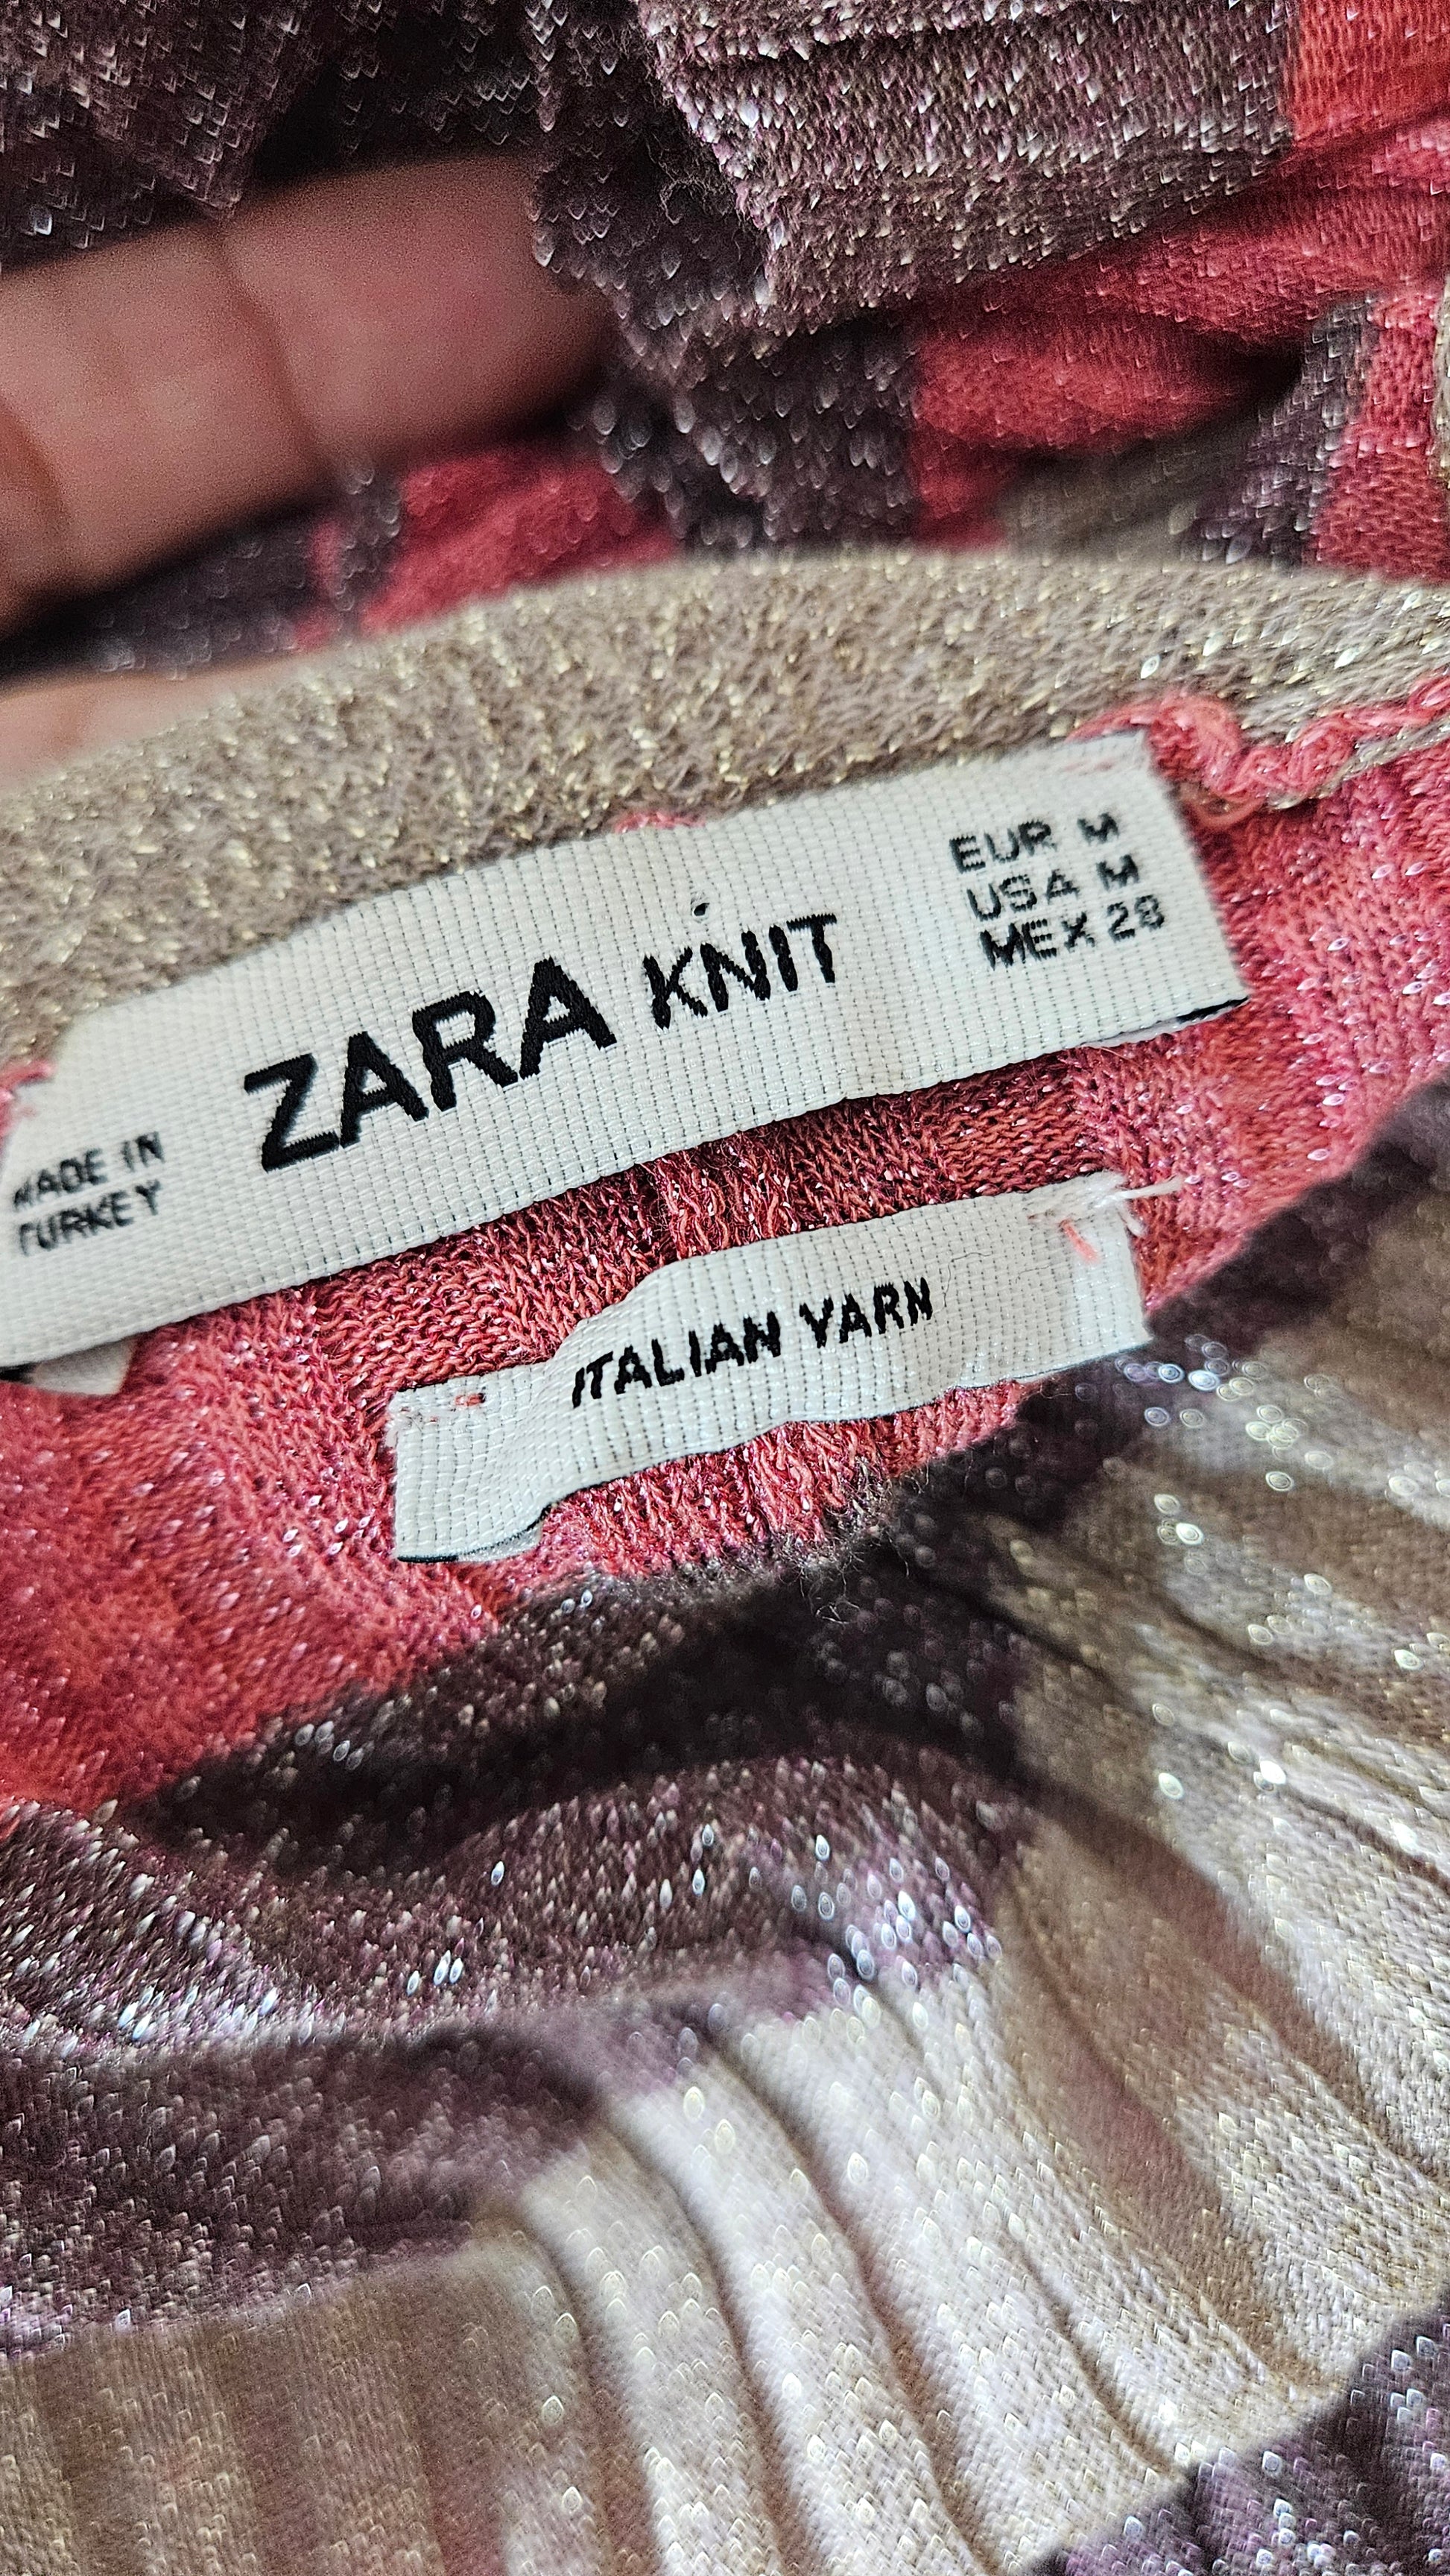 MADE IN
TURKEY
ZARA KNIT
EUR M
USA M
MEX 28
ITALIAN YARN